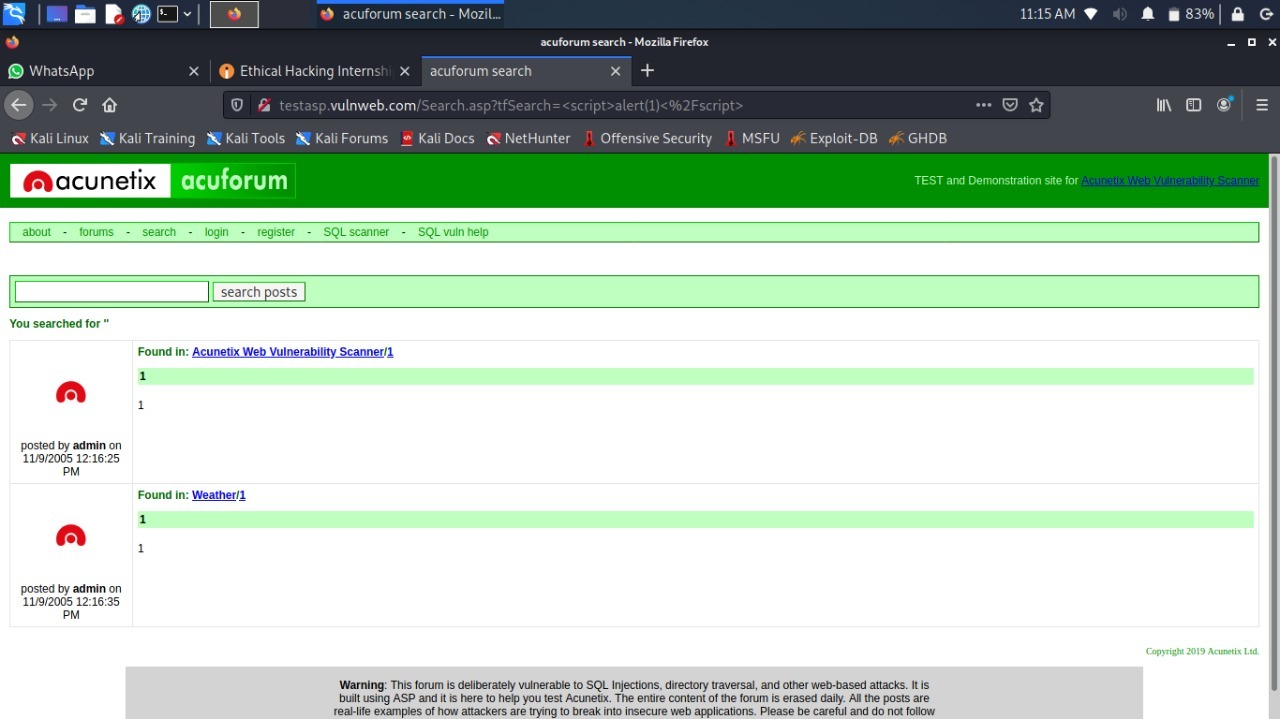 acuforum search - Mozil...
11:15 AM
83%
acuforum search - Mozilla Firefox
WhatsApp
Ethical Hacking Internshi
acuforum search
testasp.vulnweb.com/Search.asp?tfSearch=<script>alert(1)<%2Fscript>
Kali Linux Kali Training Kali Tools Kali Forums Kali Docs NetHunter Offensive Security MSFU Exploit-DB GHDB
acunetix acuforum
TEST and Demonstration site for Acunetix Web Vulnerability Scanner
about - forums - search - login - register - SQL scanner - SQL vuln help
search posts
You searched for ''
Found in: Acunetix Web Vulnerability Scanner/1
1
1
posted by admin on
11/9/2005 12:16:25
PM
Found in: Weather/1
1
1
posted by admin on
11/9/2005 12:16:35
PM
Copyright 2019 Acunetix Ltd.
Warning: This forum is deliberately vulnerable to SQL Injections, directory traversal, and other web-based attacks. It is
built using ASP and it is here to help you test Acunetix. The entire content of the forum is erased daily. All the posts are
real-life examples of how attackers are trying to break into insecure web applications. Please be careful and do not follow